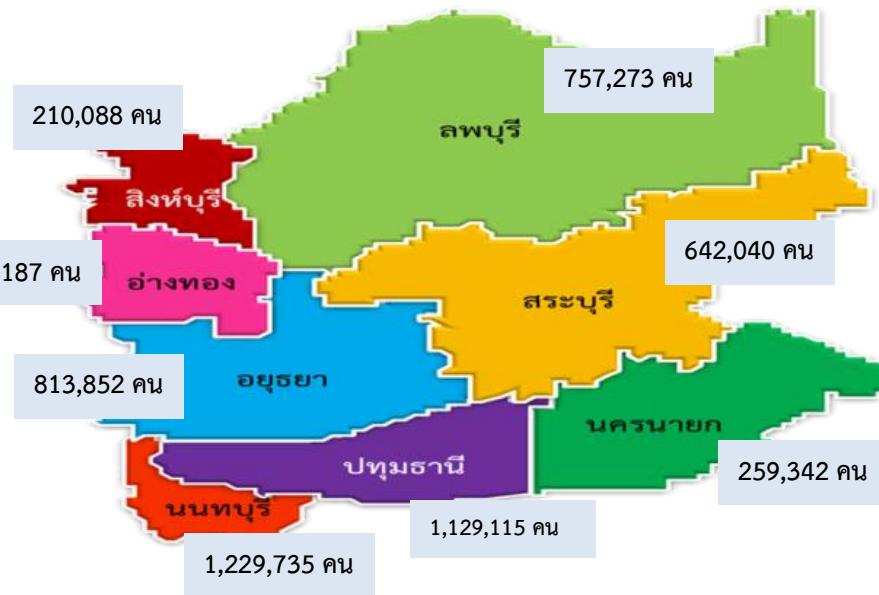 757,273 คน
210,088 คน
ลพบุรี
สิงห์บุรี
642,040 คน
187 คน
อ่างทอง
สระบุรี
813,852 คน
อยุธยา
นครนายก
ปทุมธานี
259,342 คน
นนทบุรี
1,129,115 คน
1,229,735 คน